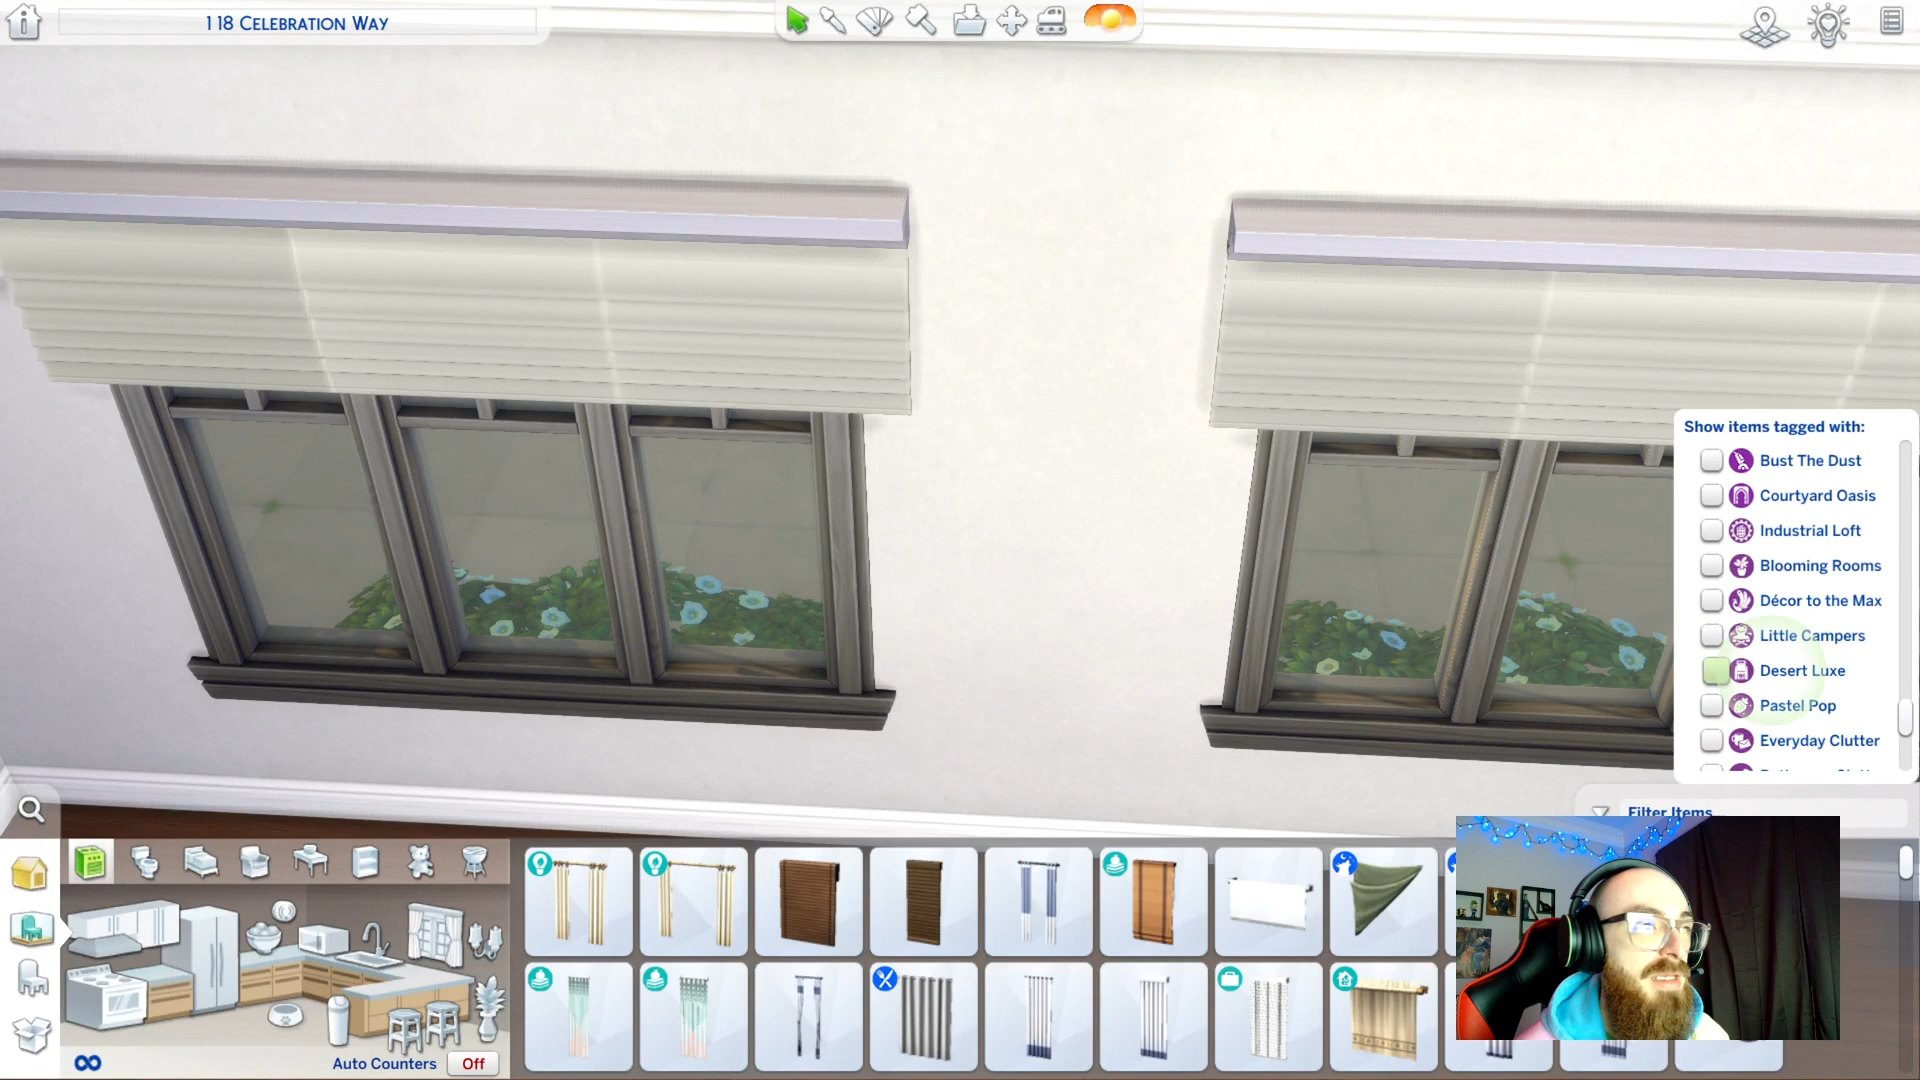 118 Celebration Way
Show items tagged with:
Bust The Dust
Courtyard Oasis
Industrial Loft
Blooming Rooms
Décor to the Max
Little Campers
Desert Luxe
Pastel Pop
Everyday Clutter
Filter Items...
Auto Counters Off